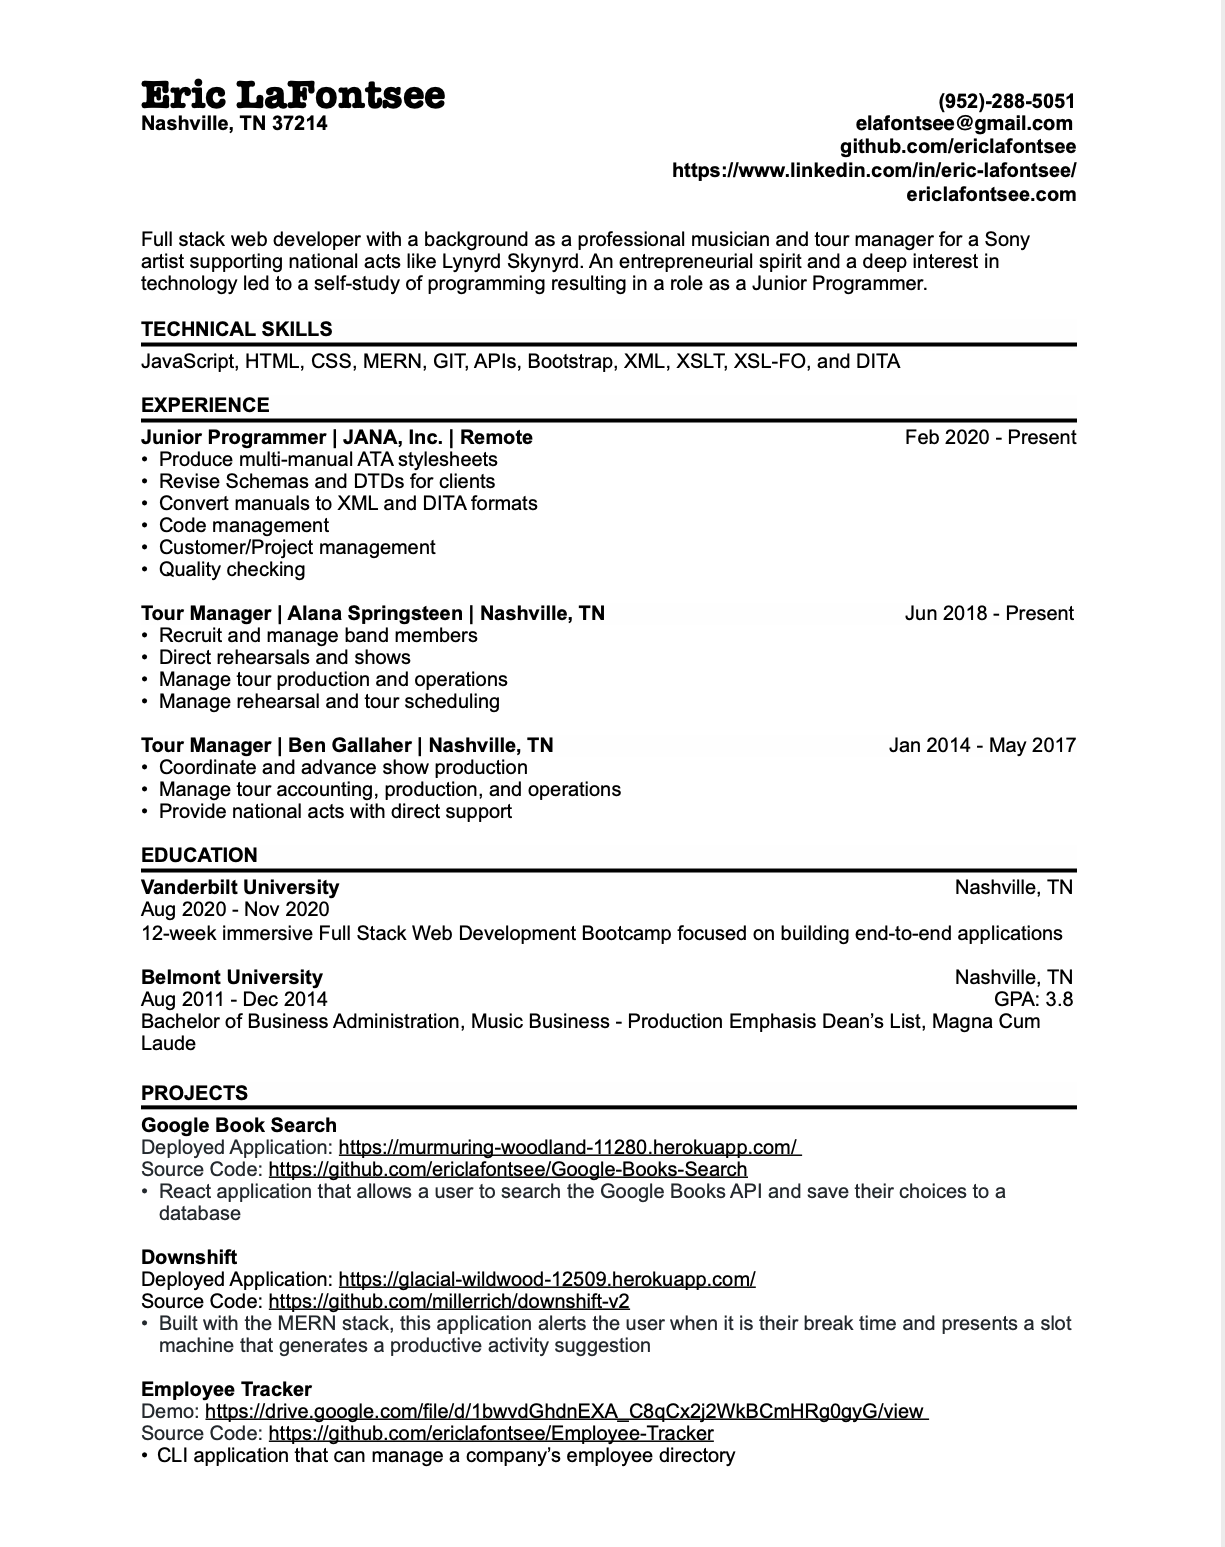 Eric LaFontsee
(952)-288-5051
Nashville, TN 37214
elafontsee@gmail.com
github.com/ericlafontsee
https://www.linkedin.com/in/eric-lafontsee/
ericlafontsee.com
Full stack web developer with a background as a professional musician and tour manager for a Sony
artist supporting national acts like Lynyrd Skynyrd. An entrepreneurial spirit and a deep interest in
technology led to a self-study of programming resulting in a role as a Junior Programmer.
TECHNICAL SKILLS
JavaScript, HTML, CSS, MERN, GIT, APIs, Bootstrap, XML, XSLT, XSL-FO, and DITA
EXPERIENCE
Junior Programmer | JANA, Inc. | Remote Feb 2020 - Present
• Produce multi-manual ATA stylesheets
• Revise Schemas and DTDs for clients
• Convert manuals to XML and DITA formats
• Code management
• Customer/Project management
• Quality checking
Tour Manager | Alana Springsteen | Nashville, TN Jun 2018 - Present
• Recruit and manage band members
• Direct rehearsals and shows
• Manage tour production and operations
• Manage rehearsal and tour scheduling
Tour Manager | Ben Gallaher | Nashville, TN Jan 2014 - May 2017
• Coordinate and advance show production
• Manage tour accounting, production, and operations
• Provide national acts with direct support
EDUCATION
Vanderbilt University Nashville, TN
Aug 2020 - Nov 2020
12-week immersive Full Stack Web Development Bootcamp focused on building end-to-end applications
Belmont University Nashville, TN
Aug 2011 - Dec 2014 GPA: 3.8
Bachelor of Business Administration, Music Business - Production Emphasis Dean’s List, Magna Cum
Laude
PROJECTS
Google Book Search
Deployed Application: https://murmuring-woodland-11280.herokuapp.com/
Source Code: https://github.com/ericlafontsee/Google-Books-Search
• React application that allows a user to search the Google Books API and save their choices to a
database
Downshift
Deployed Application: https://glacial-wildwood-12509.herokuapp.com/
Source Code: https://github.com/millerrich/downshift-v2
• Built with the MERN stack, this application alerts the user when it is their break time and presents a slot
machine that generates a productive activity suggestion
Employee Tracker
Demo: https://drive.google.com/file/d/1bwvdGhdnEXA_C8qCx2j2WkBCmHRg0gyG/view
Source Code: https://github.com/ericlafontsee/Employee-Tracker
• CLI application that can manage a company’s employee directory